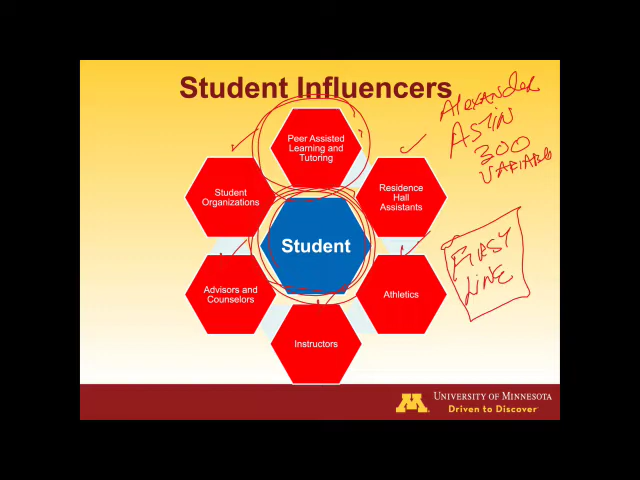 Student Influencers
Alexander
ASTIN
300
VARIABLE
Peer Assisted
Learning and
Tutoring
Student
Organizations
Residence
Hall
Assistants
Student
FIRST
LINE
Advisors and
Counselors
Athletics
Instructors
M
UNIVERSITY OF MINNESOTA
Driven to Discover